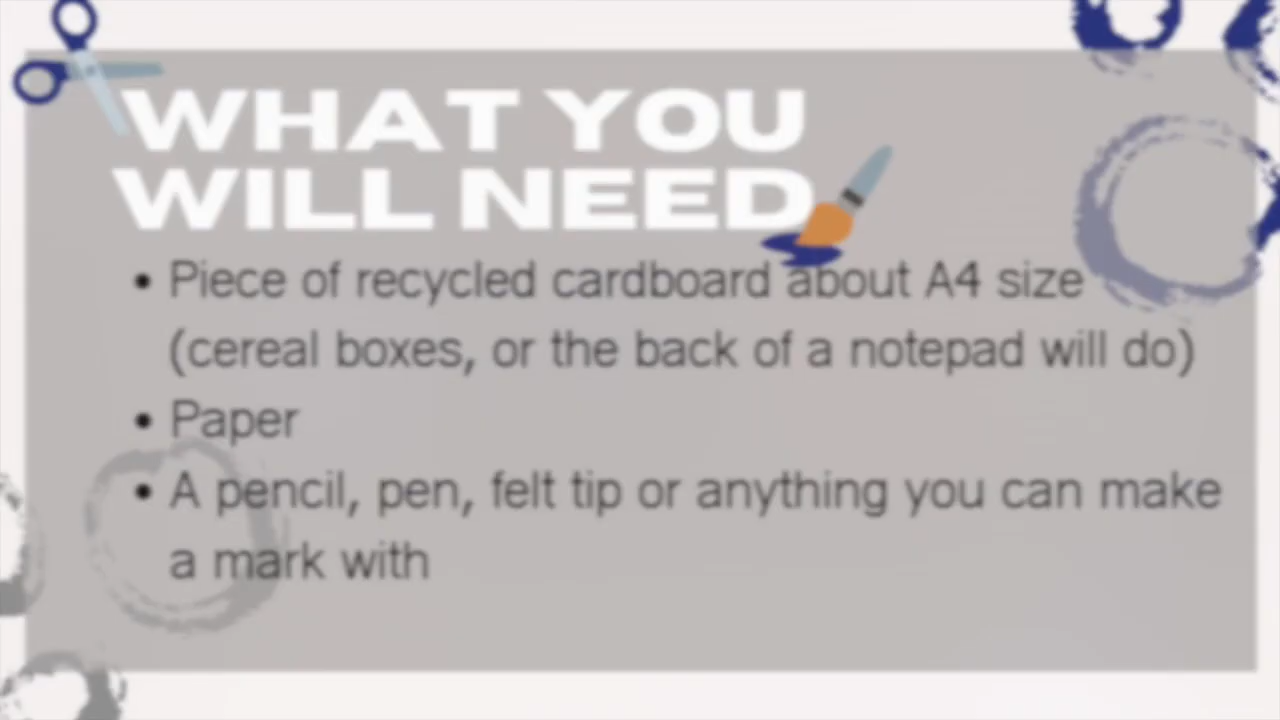 WHAT YOU
WILL NEED
• Piece of recycled cardboard about A4 size
(cereal boxes, or the back of a notepad will do)
• Paper
• A pencil, pen, felt tip or anything you can make
a mark with